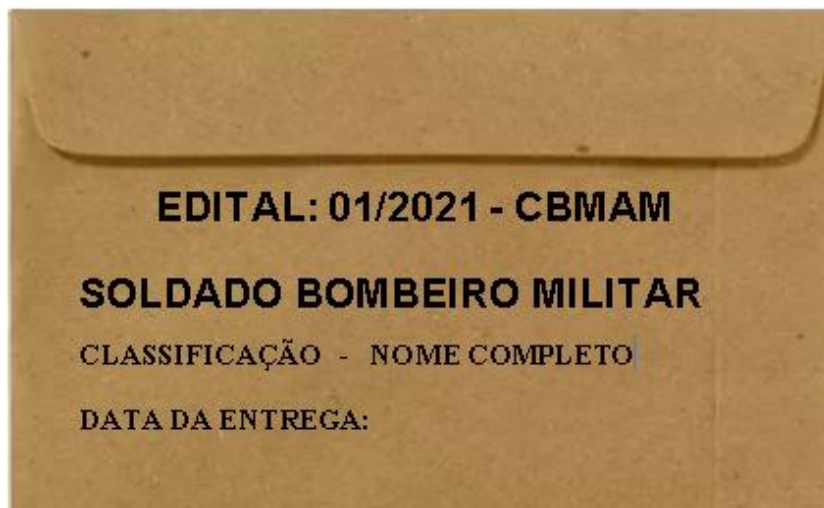 EDITAL: 01/2021 - CBMAM
SOLDADO BOMBEIRO MILITAR
CLASSIFICAÇÃO - NOME COMPLETO
DATA DA ENTREGA: